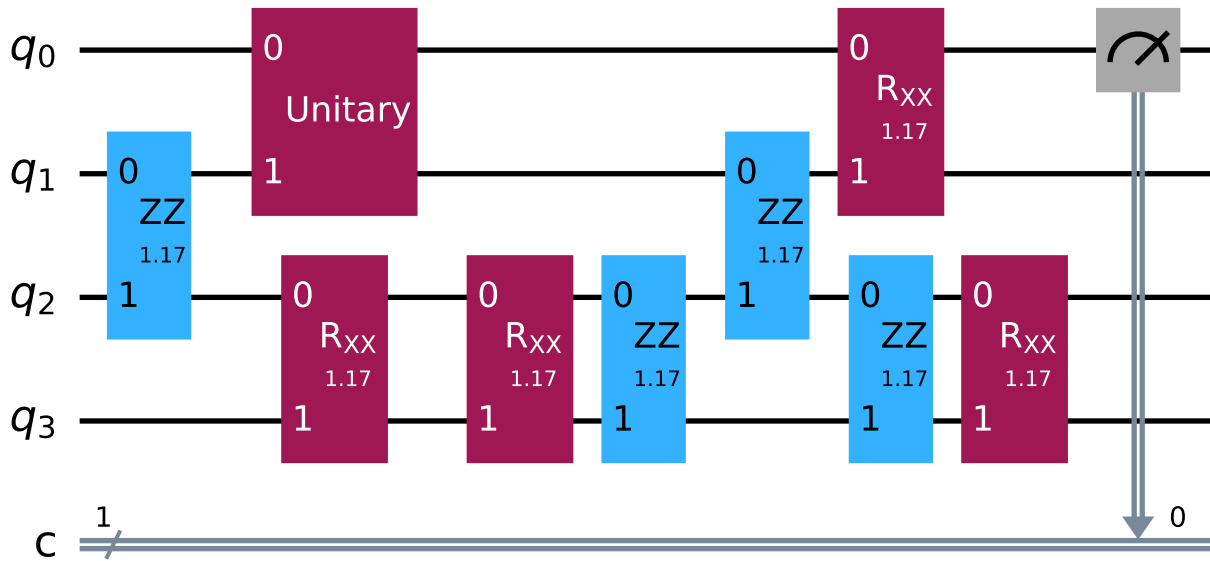 q0 0 0
Unitary RXX
1.17
q1 0 1 0 1
ZZ ZZ
1.17 1.17
q2 1 0 0 0 1 0 0
RXX RXX ZZ ZZ RXX
1.17 1.17 1.17 1.17 1.17
q3 1 1 1 1 1
1 0
c